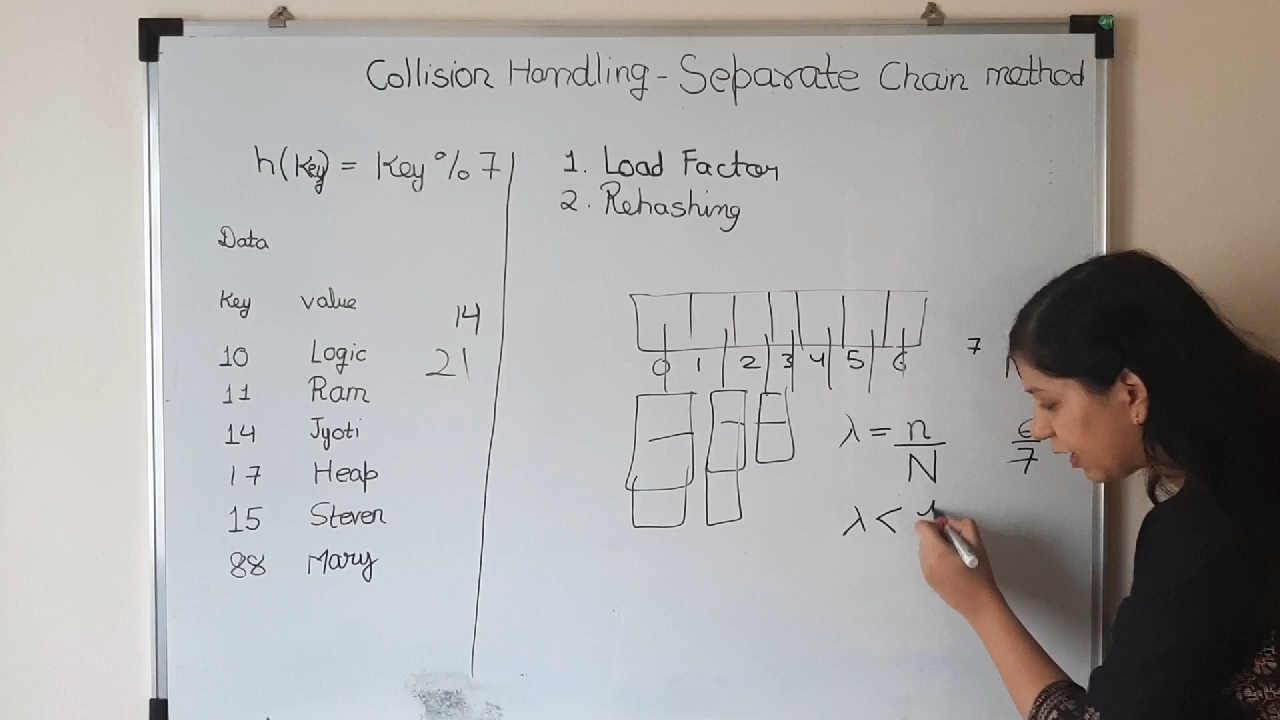 Collision Handling - Separate Chain method
h(key) = Key % 7
1. Load Factor
2. Rehashing
Data
Key value
10 Logic
11 Ram
14 Jyoti
17 Heap
15 Steven
88 Mary
14
21
0 1 2 3 4 5 6
7
λ = n/N
6/7
λ < 1